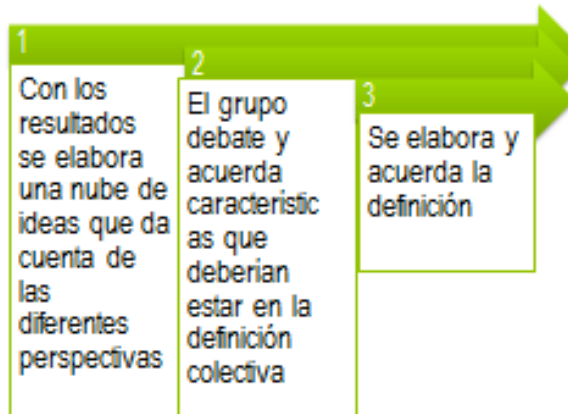 1
Con los
resultados
se elabora
una nube de
ideas que da
cuenta de
las
diferentes
perspectivas
2
El grupo
debate y
acuerda
característic
as que
deberian
estar en la
definición
colectiva
3
Se elabora y
acuerda la
definición